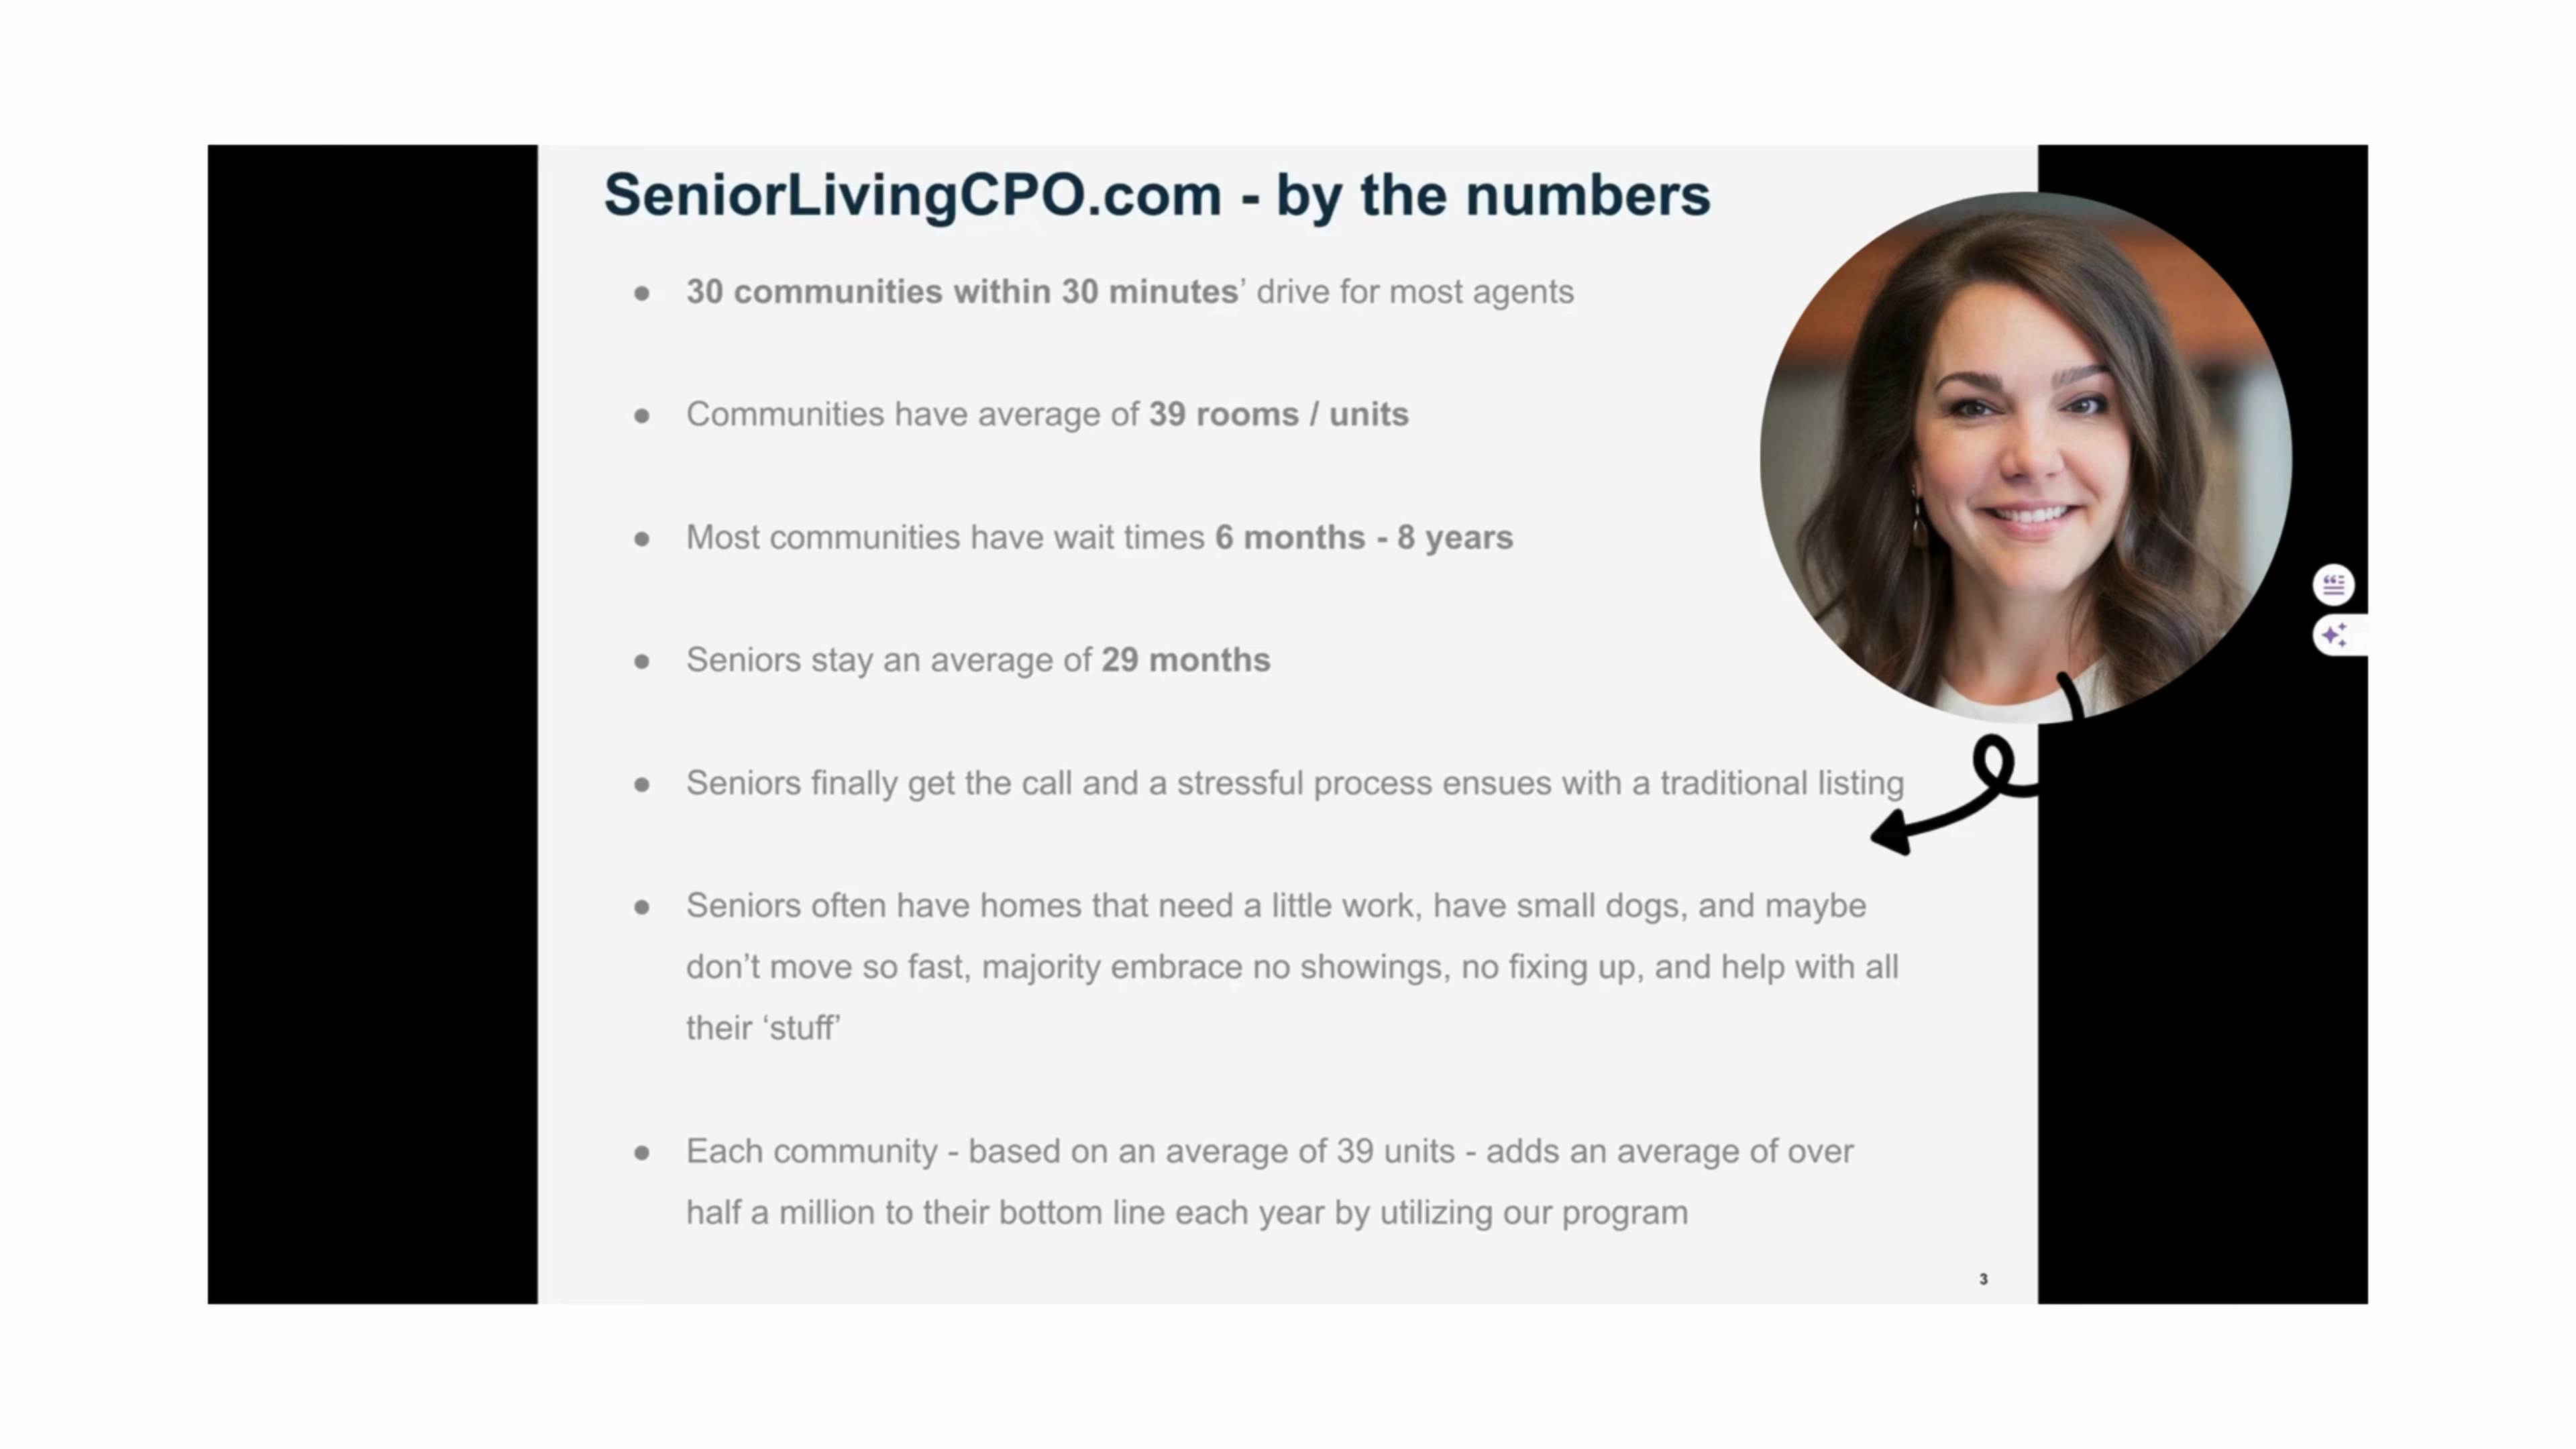 SeniorLivingCPO.com - by the numbers
● 30 communities within 30 minutes’ drive for most agents
● Communities have average of 39 rooms / units
● Most communities have wait times 6 months - 8 years
● Seniors stay an average of 29 months
● Seniors finally get the call and a stressful process ensues with a traditional listing
● Seniors often have homes that need a little work, have small dogs, and maybe
don’t move so fast, majority embrace no showings, no fixing up, and help with all
their ‘stuff’
● Each community - based on an average of 39 units - adds an average of over
half a million to their bottom line each year by utilizing our program
3